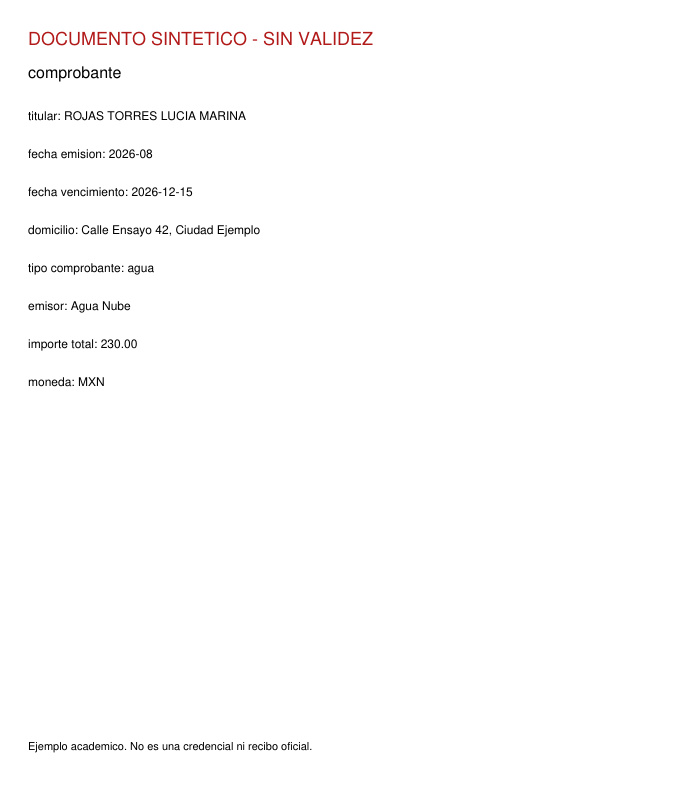 DOCUMENTO SINTETICO - SIN VALIDEZ
comprobante
titular: ROJAS TORRES LUCIA MARINA
fecha emision: 2026-08
fecha vencimiento: 2026-12-15
domicilio: Calle Ensayo 42, Ciudad Ejemplo
tipo comprobante: agua
emisor: Agua Nube
importe total: 230.00
moneda: MXN
Ejemplo academico. No es una credencial ni recibo oficial.